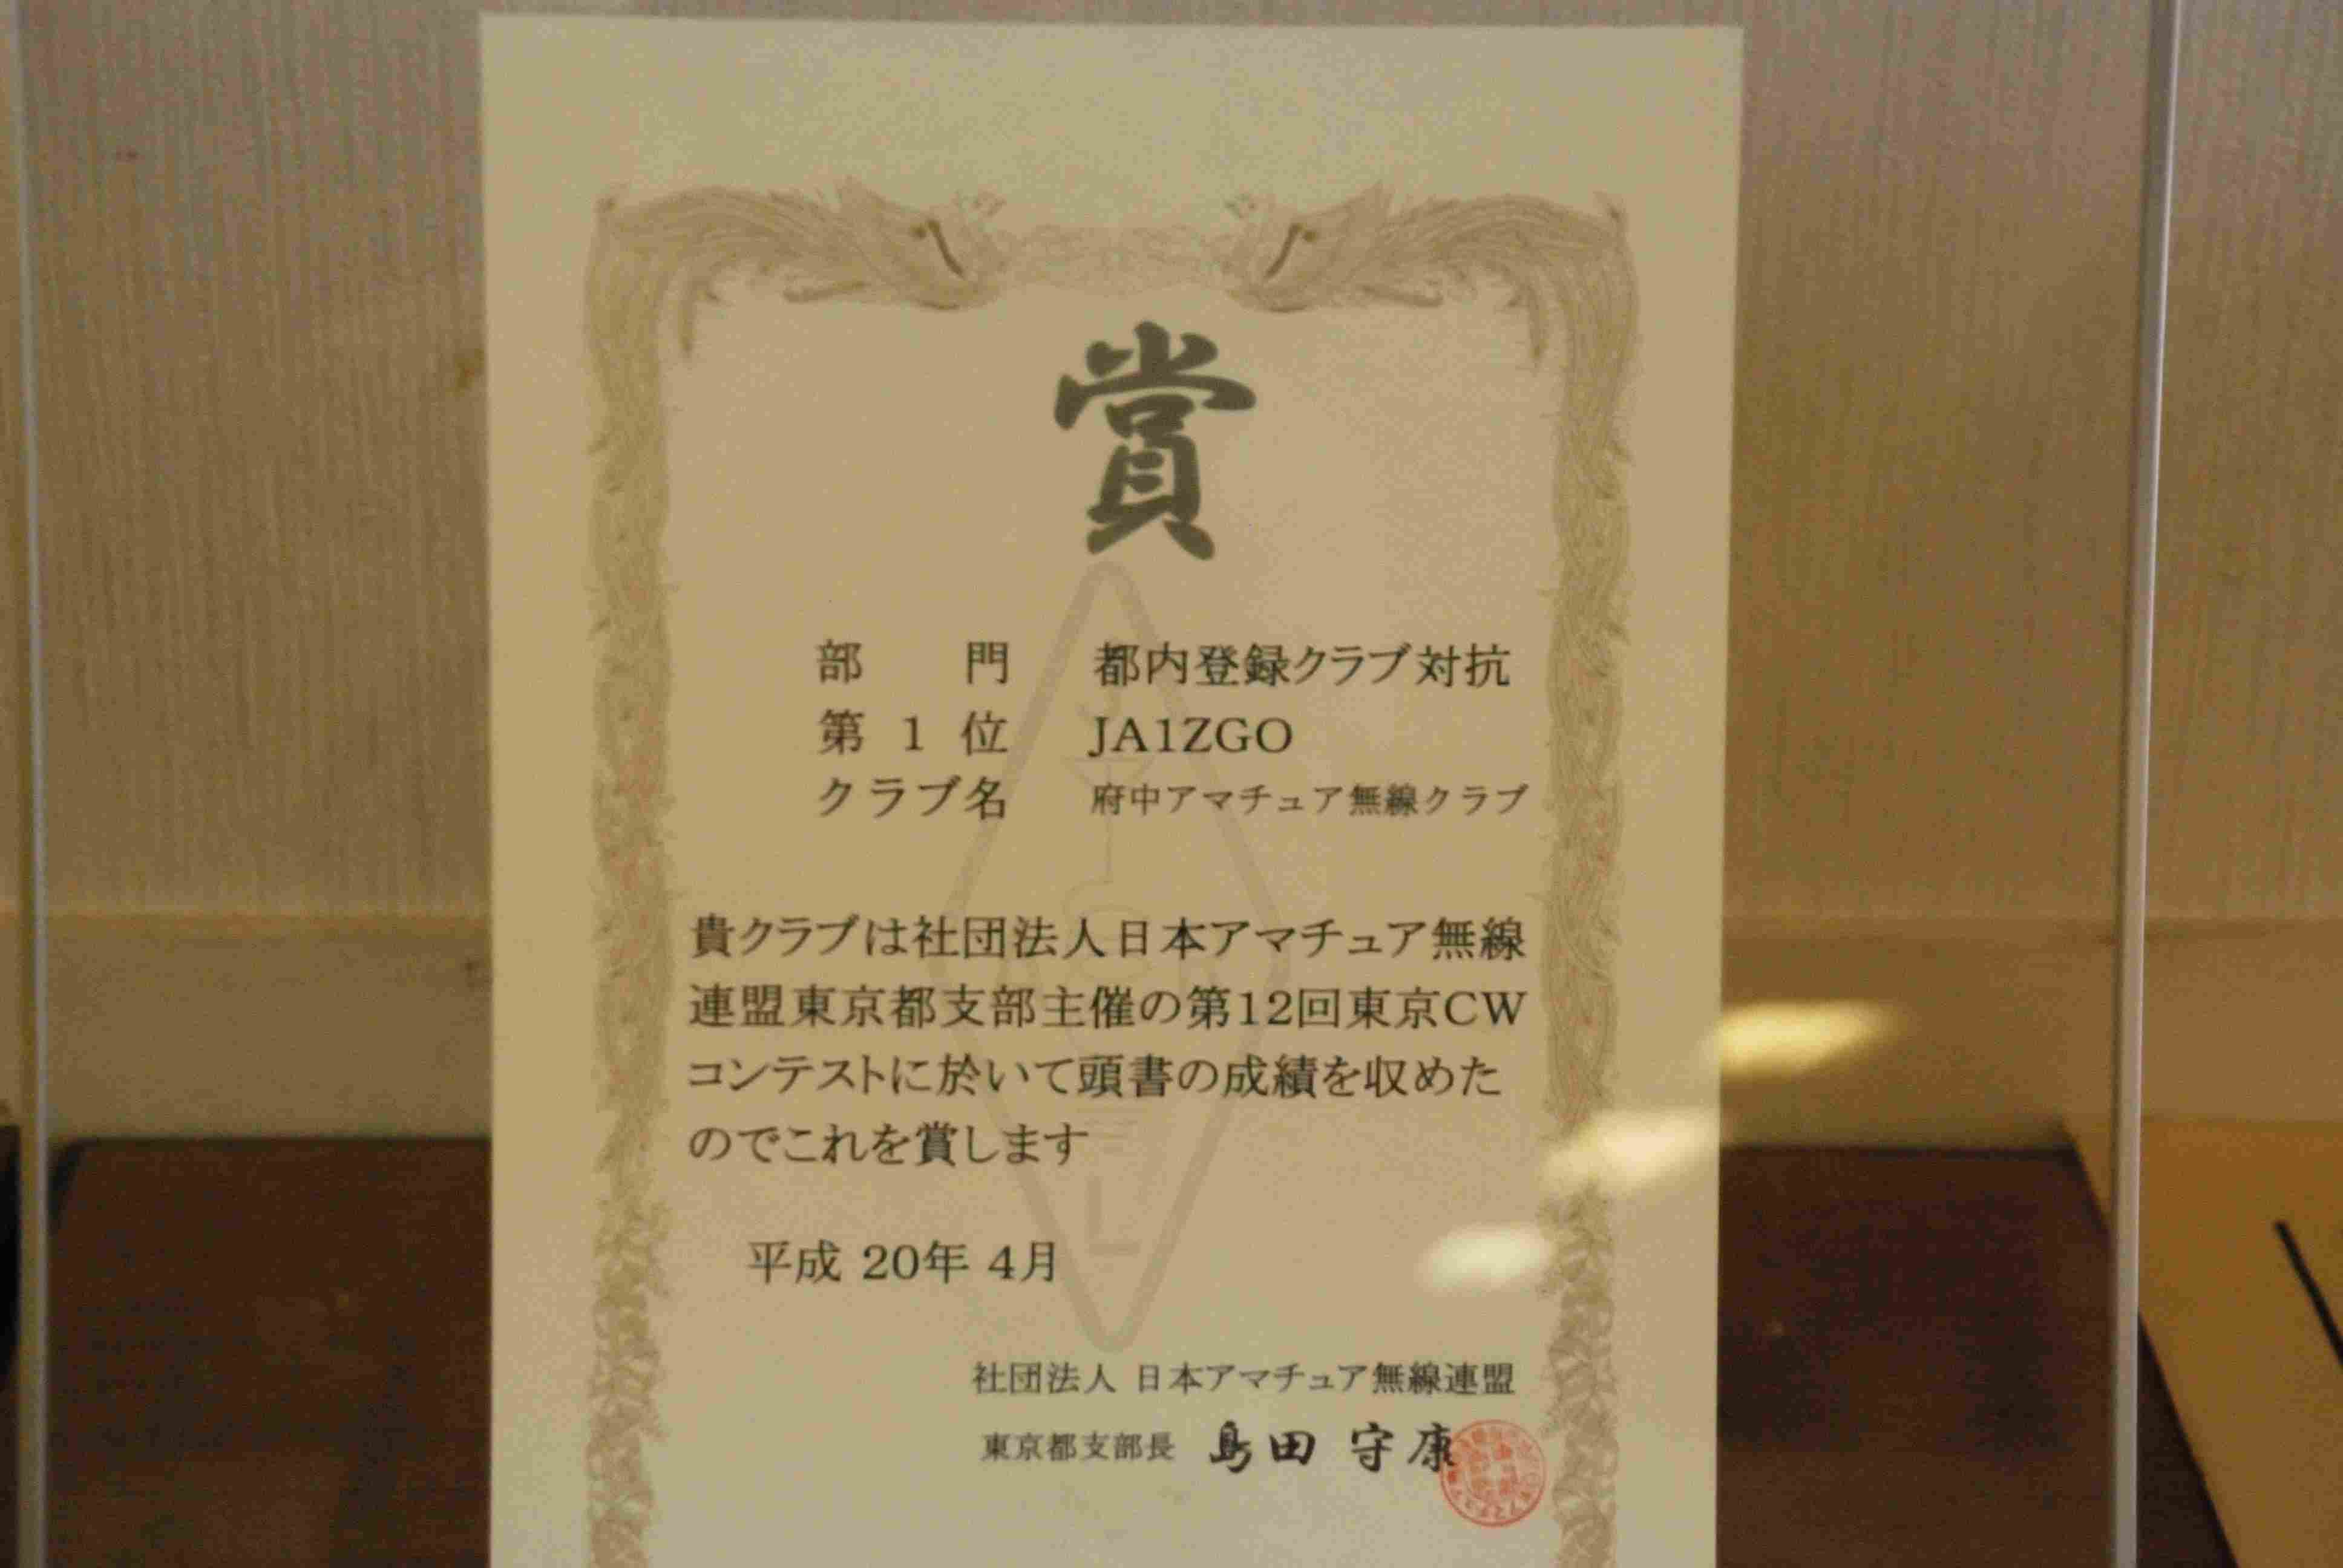 賞
部 門 都内登録クラブ対抗
第 1 位 JA1ZGO
クラブ名 府中アマチュア無線クラブ
貴クラブは社団法人日本アマチュア無線
連盟東京都支部主催の第12回東京CW
コンテストに於いて頭書の成績を収めた
のでこれを賞します
平成 20年 4月
社団法人 日本アマチュア無線連盟
東京都支部長 島田 守康